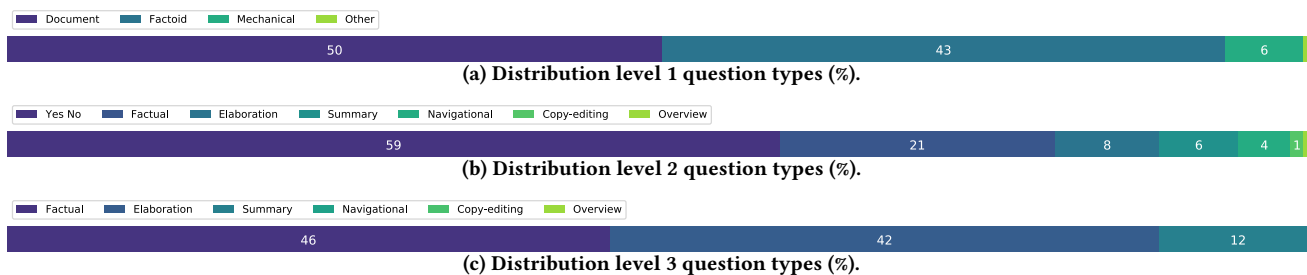 Document Factoid Mechanical Other
50 43 6
(a) Distribution level 1 question types (%).
Yes No Factual Elaboration Summary Navigational Copy-editing Overview
59 21 8 6 4 1
(b) Distribution level 2 question types (%).
Factual Elaboration Summary Navigational Copy-editing Overview
46 42 12
(c) Distribution level 3 question types (%).